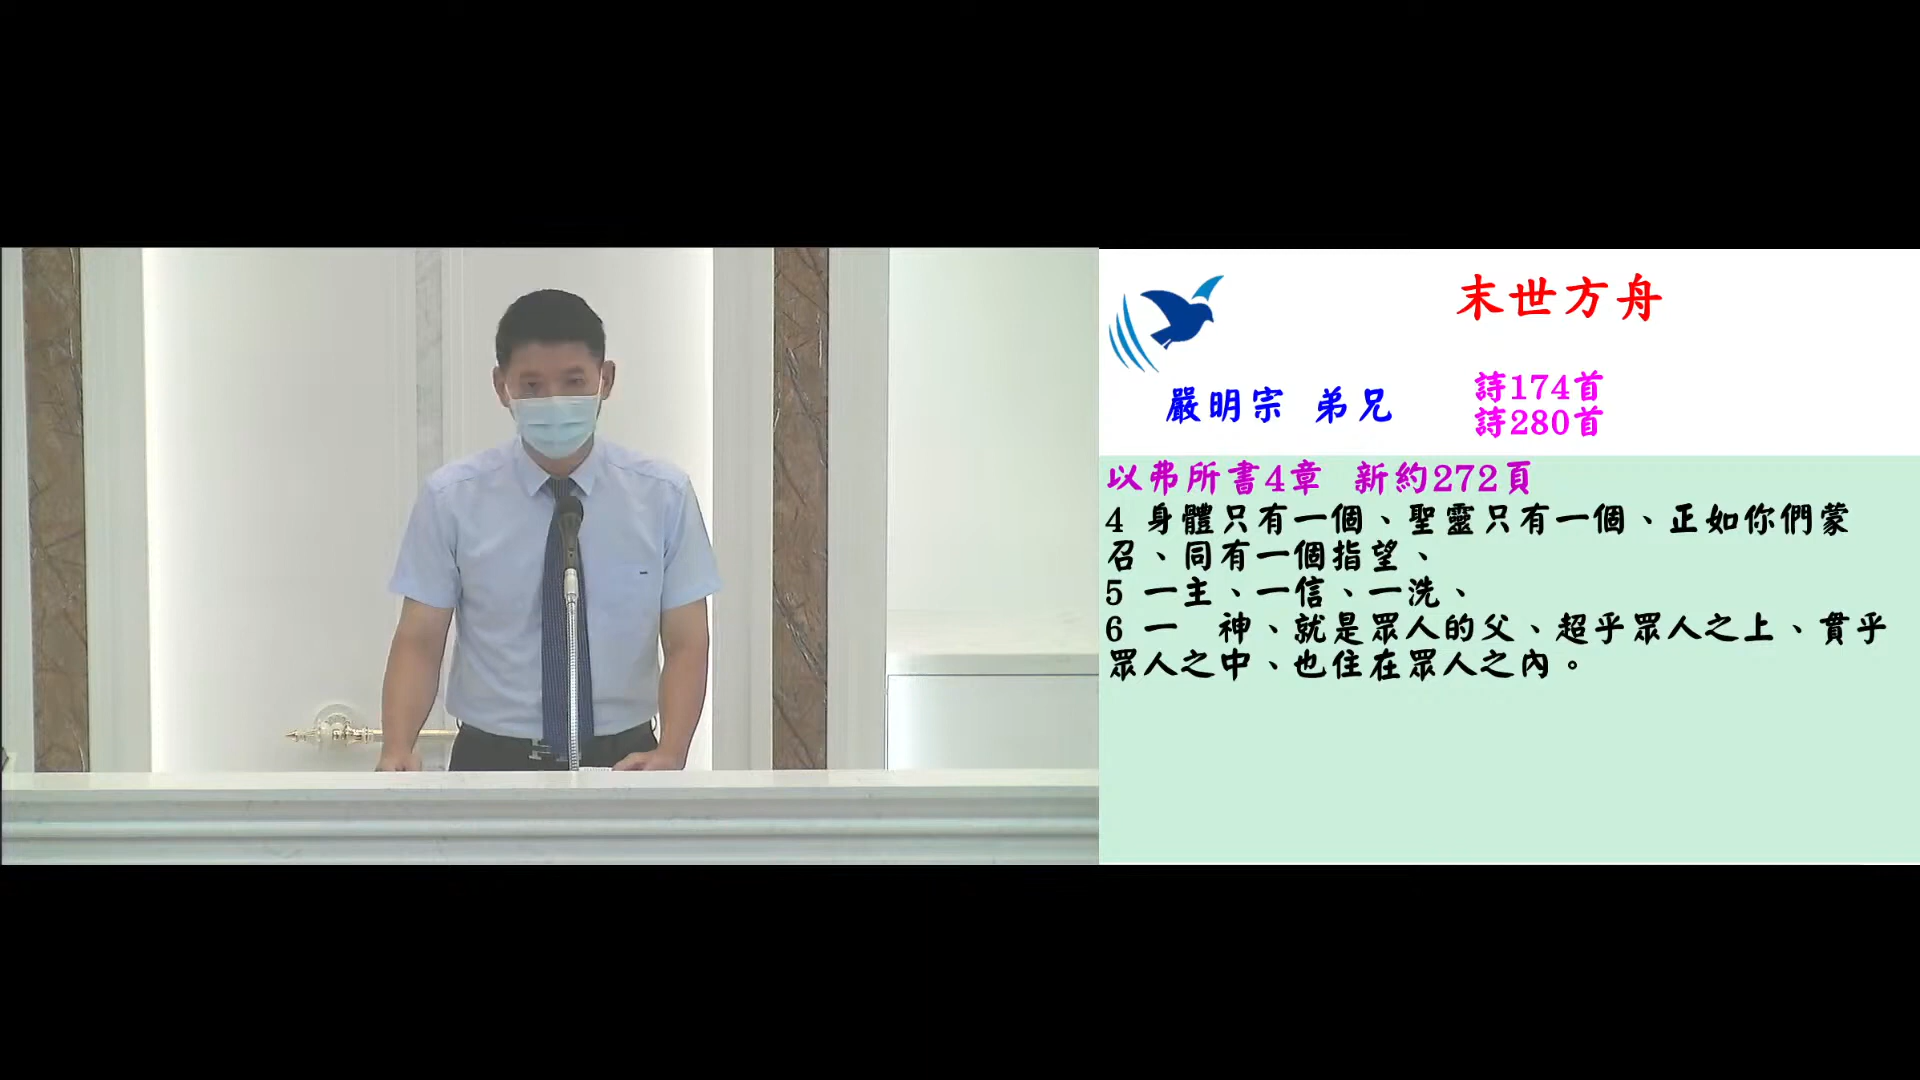 末世方舟
嚴明宗 弟兄
詩174首
詩280首
以弗所書4章 新約272頁
4 身體只有一個、聖靈只有一個、正如你們蒙
召、同有一個指望、
5 一主、一信、一洗、
6 一 神、就是眾人的父、超乎眾人之上、貫乎
眾人之中、也住在眾人之內。